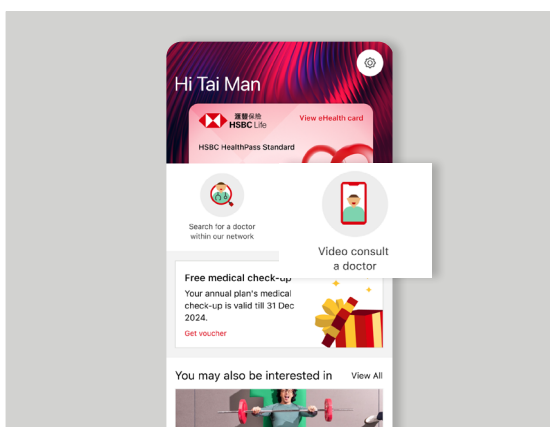 Hi Tai Man
滙豐保險
HSBC Life
View eHealth card
HSBC HealthPass Standard
Search for a doctor
within our network
Video consult
a doctor
Free medical check-up
Your annual plan's medical
check-up is valid till 31 Dec
2024.
Get voucher
You may also be interested in
View All